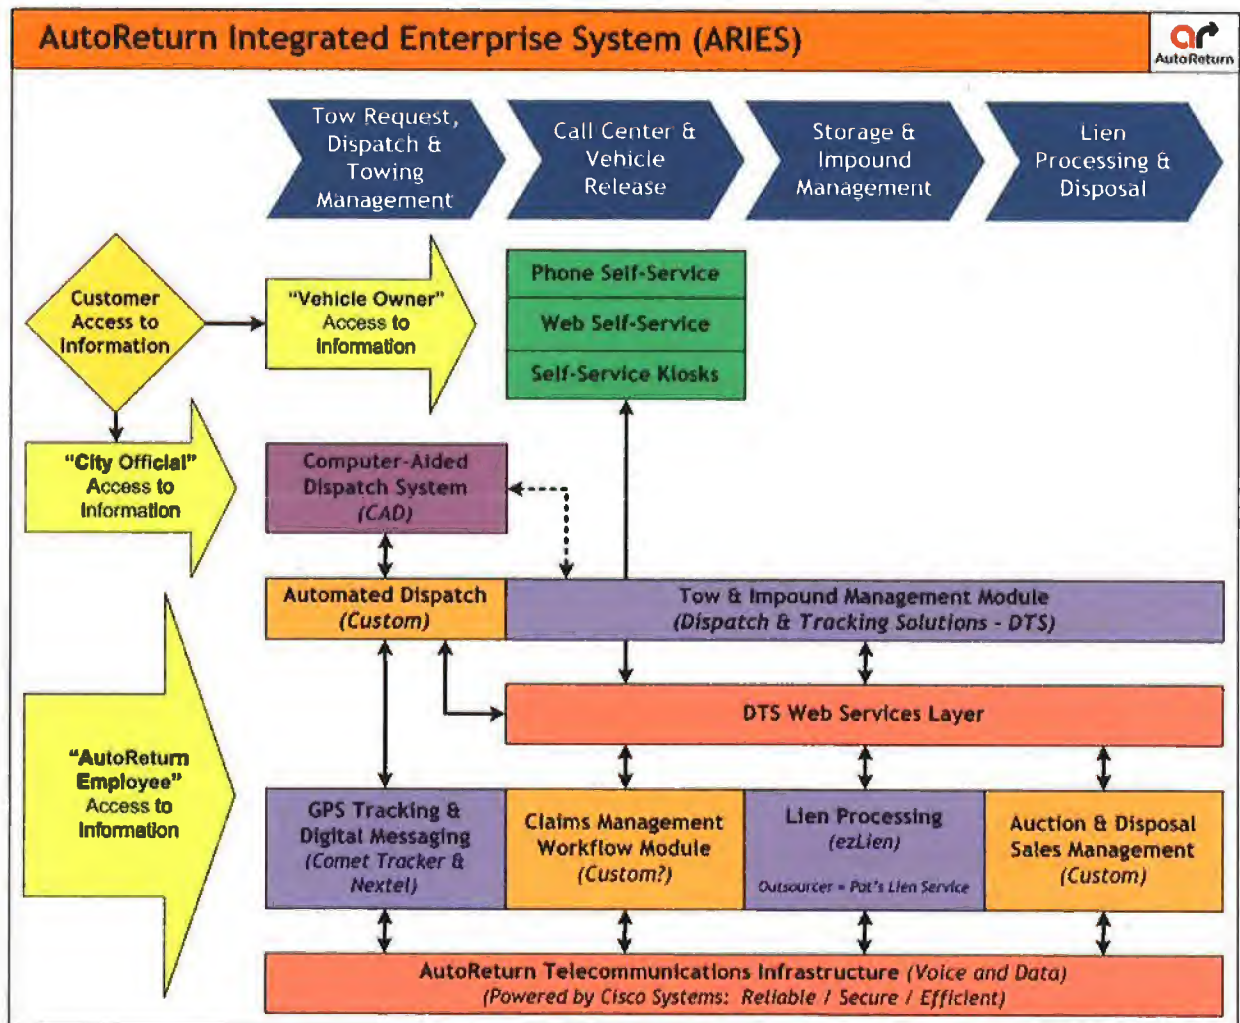 AutoReturn Integrated Enterprise System (ARIES)
ar
AutoReturn
Tow Request,
Dispatch &
Towing
Management
Call Center &
Vehicle
Release
Storage &
Impound
Management
Lien
Processing &
Disposal
Customer
Access to
Information
"Vehicle Owner"
Access to
Information
Phone Self-Service
Web Self-Service
Self-Service Kiosks
"City Official"
Access to
Information
Computer-Aided
Dispatch System
(CAD)
Automated Dispatch
(Custom)
Tow & Impound Management Module
(Dispatch & Tracking Solutions - DTS)
DTS Web Services Layer
"AutoReturn
Employee"
Access to
Information
GPS Tracking &
Digital Messaging
(Comet Tracker &
Nextel)
Claims Management
Workflow Module
(Custom?)
Lien Processing
(ezLien)
Outsourcer = Pat's Lien Service
Auction & Disposal
Sales Management
(Custom)
AutoReturn Telecommunications Infrastructure (Voice and Data)
(Powered by Cisco Systems: Reliable / Secure / Efficient)